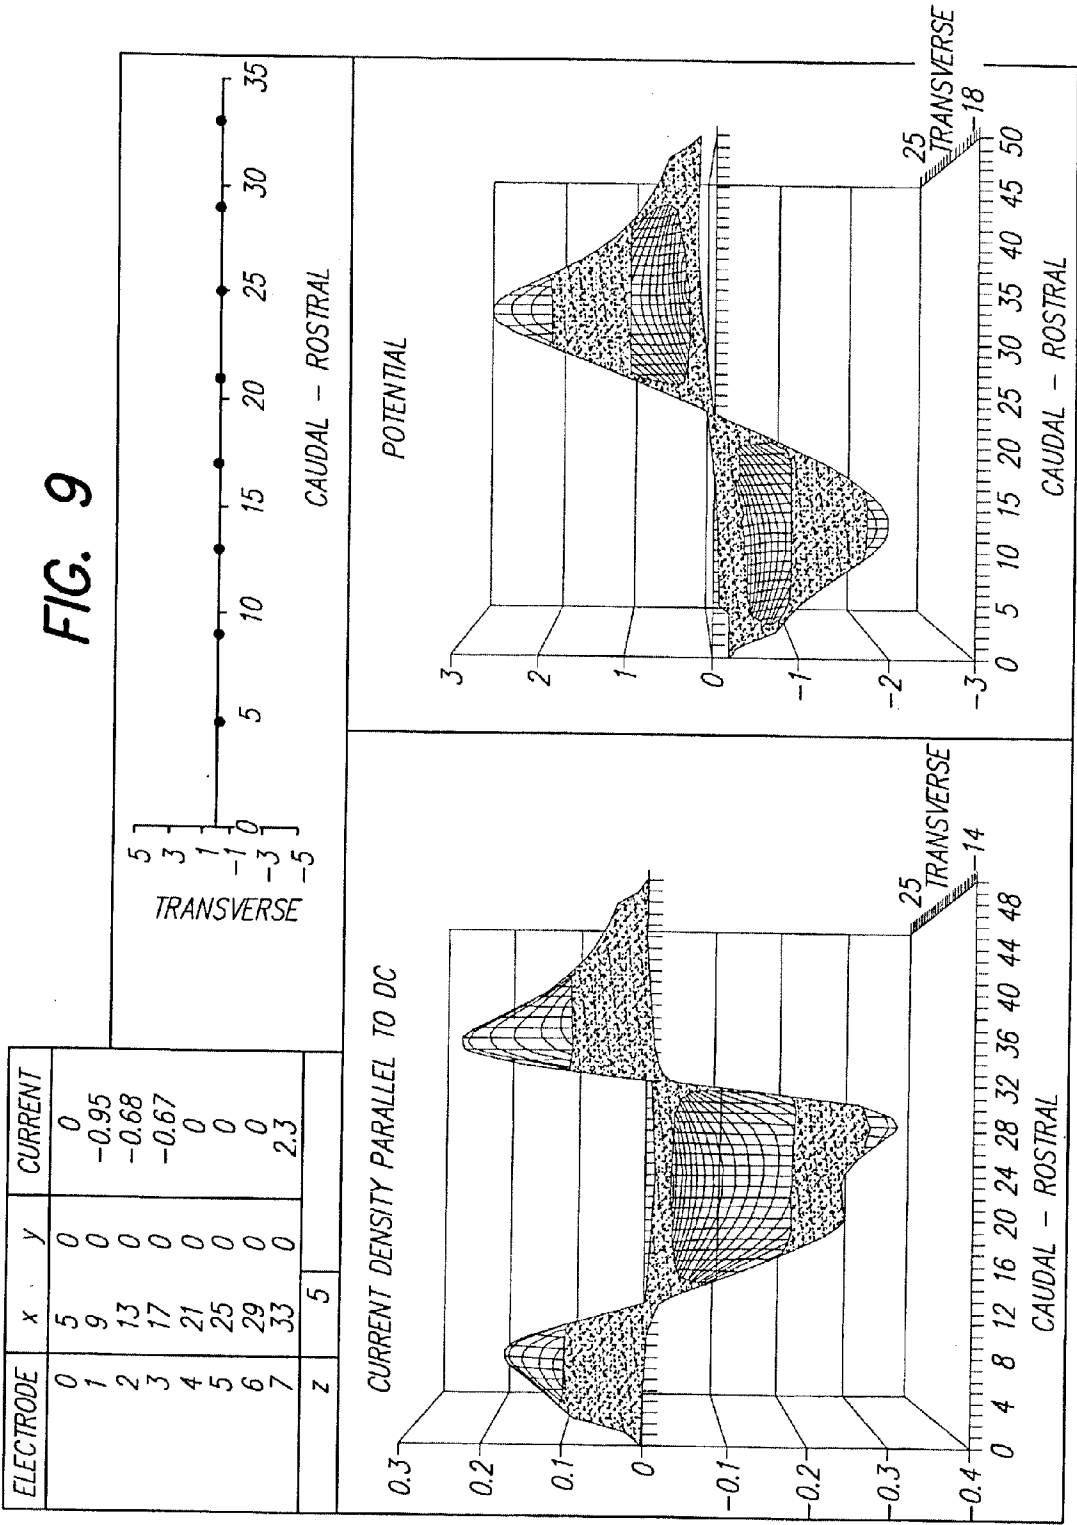 FIG. 9
ELECTRODE x y CURRENT
0 5 0 0
1 9 0 -0.95
2 13 0 -0.68
3 17 0 -0.67
4 21 0 0
5 25 0 0
6 29 0 0
7 33 0 2.3
z 5
TRANSVERSE
5
3
1
-1
-3
-5
0 5 10 15 20 25 30 35
CAUDAL – ROSTRAL
CURRENT DENSITY PARALLEL TO DC
0.3
0.2
0.1
0
-0.1
-0.2
-0.3
-0.4
0 4 8 12 16 20 24 28 32 36 40 44 48
CAUDAL – ROSTRAL
25
TRANSVERSE
-14
POTENTIAL
3
2
1
0
-1
-2
-3
0 5 10 15 20 25 30 35 40 45 50
CAUDAL – ROSTRAL
25
TRANSVERSE
-18